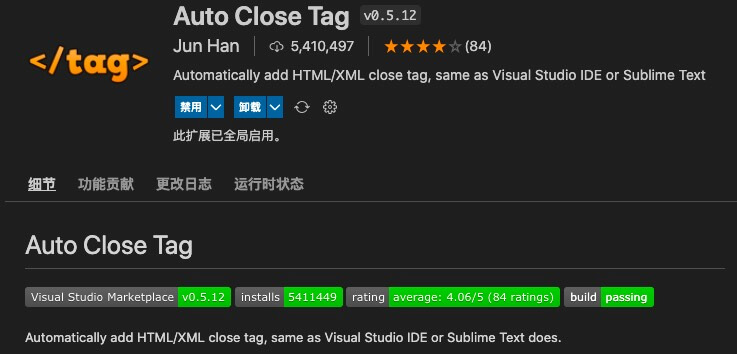 Auto Close Tag v0.5.12
</tag> Jun Han 5,410,497 (84)
Automatically add HTML/XML close tag, same as Visual Studio IDE or Sublime Text
禁用 卸载
此扩展已全局启用。
细节 功能贡献 更改日志 运行时状态
Auto Close Tag
Visual Studio Marketplace v0.5.12 installs 5411449 rating average: 4.06/5 (84 ratings) build passing
Automatically add HTML/XML close tag, same as Visual Studio IDE or Sublime Text does.